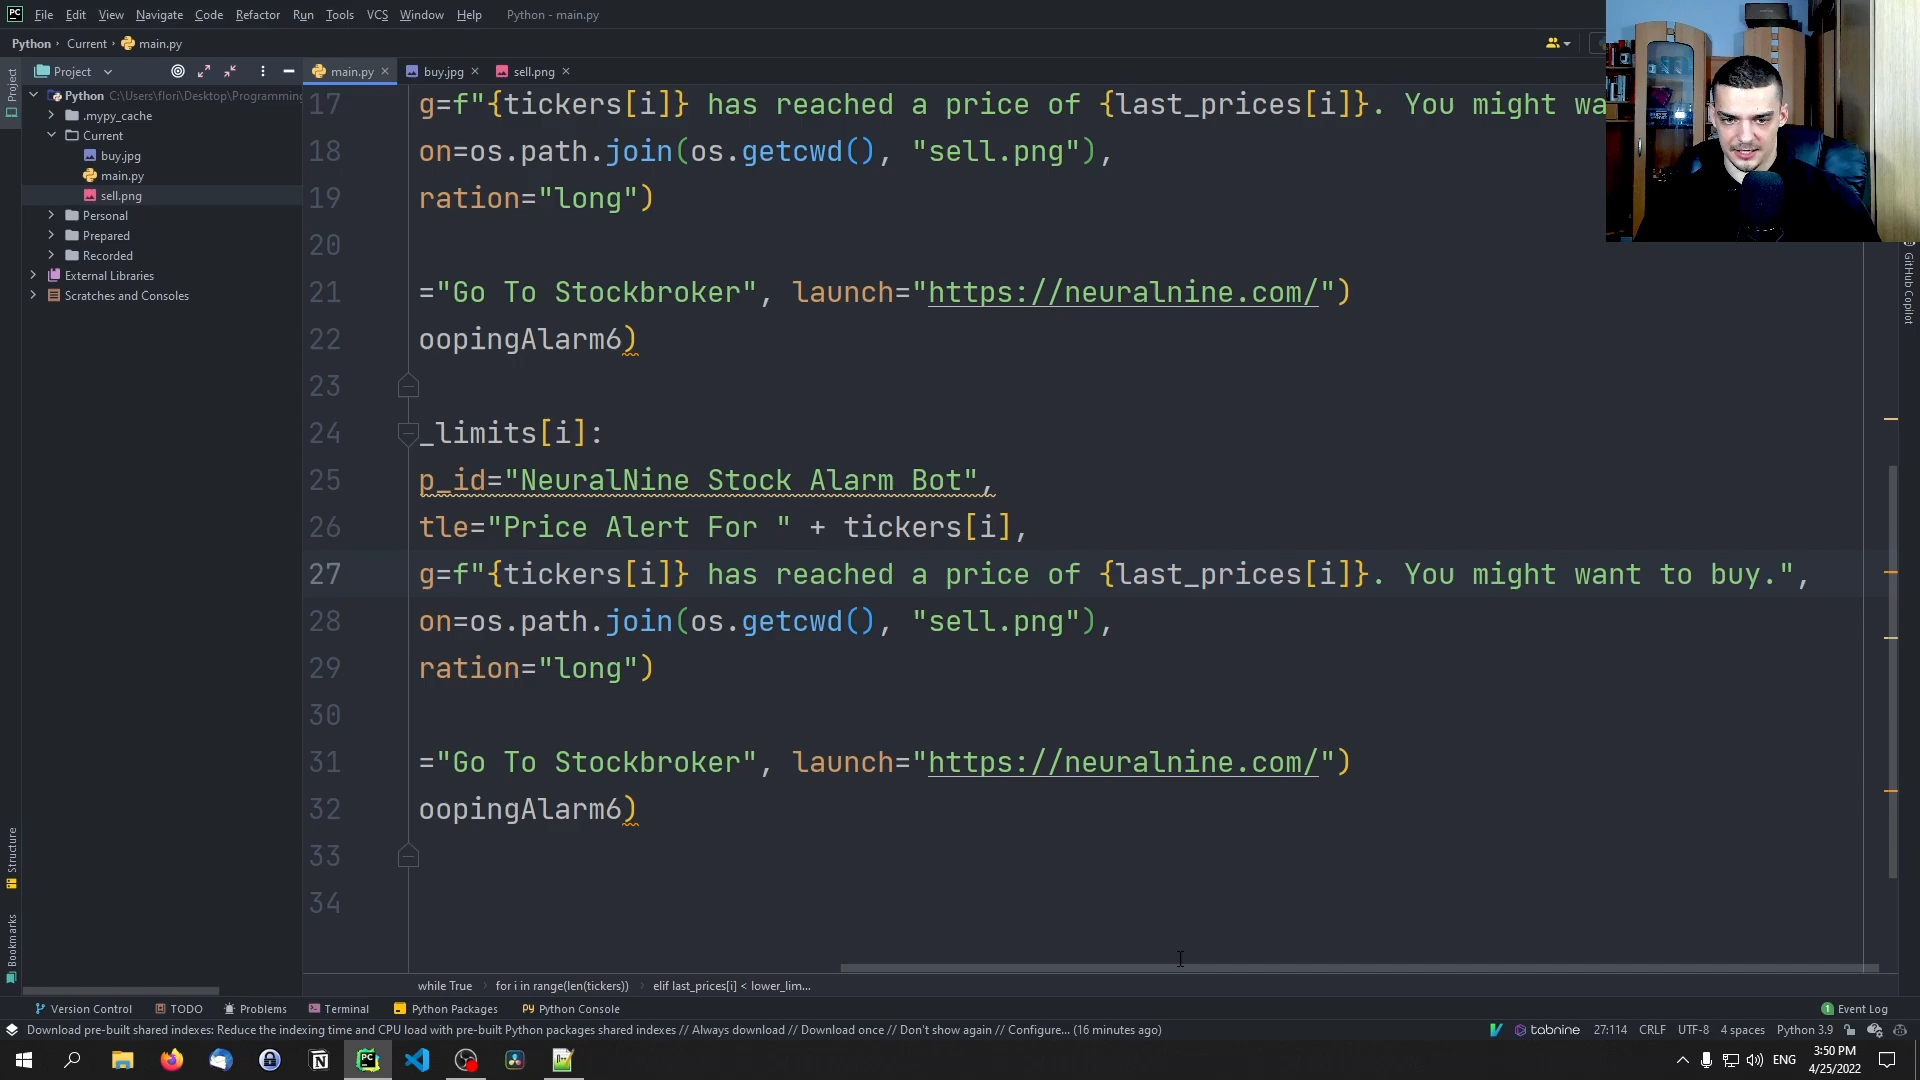 File Edit View Navigate Code Refactor Run Tools VCS Window Help Python - main.py
Python Current main.py
Project
main.py buy.jpg sell.png
Python C:\Users\flori\Desktop\Programming
.mypy_cache
Current
buy.jpg
main.py
sell.png
Personal
Prepared
Recorded
External Libraries
Scratches and Consoles
Project
Structure
Bookmarks
17 g=f"{tickers[i]} has reached a price of {last_prices[i]}. You might wa
18 on=os.path.join(os.getcwd(), "sell.png"),
19 ration="long")
20
21 ="Go To Stockbroker", launch="https://neuralnine.com/")
22 oopingAlarm6)
23
24 _limits[i]:
25 p_id="NeuralNine Stock Alarm Bot",
26 tle="Price Alert For " + tickers[i],
27 g=f"{tickers[i]} has reached a price of {last_prices[i]}. You might want to buy.",
28 on=os.path.join(os.getcwd(), "sell.png"),
29 ration="long")
30
31 ="Go To Stockbroker", launch="https://neuralnine.com/")
32 oopingAlarm6)
33
34
GitHub Copilot
while True for i in range(len(tickers)) elif last_prices[i] < lower_lim...
Version Control TODO Problems Terminal Python Packages Python Console 1 Event Log
Download pre-built shared indexes: Reduce the indexing time and CPU load with pre-built Python packages shared indexes // Always download // Download once // Don't show again // Configure... (16 minutes ago) tabnine 27:114 CRLF UTF-8 4 spaces Python 3.9
ENG 3:50 PM
4/25/2022